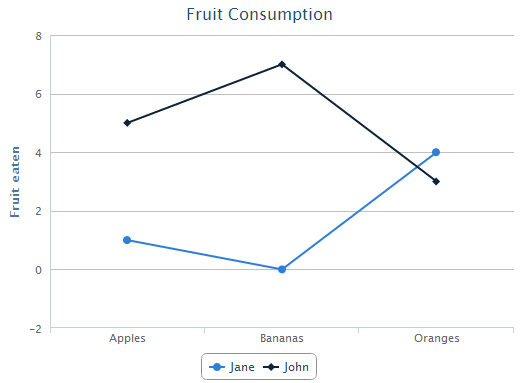 Fruit Consumption
Fruit eaten
8
6
4
2
0
–2
Apples Bananas Oranges
Jane John